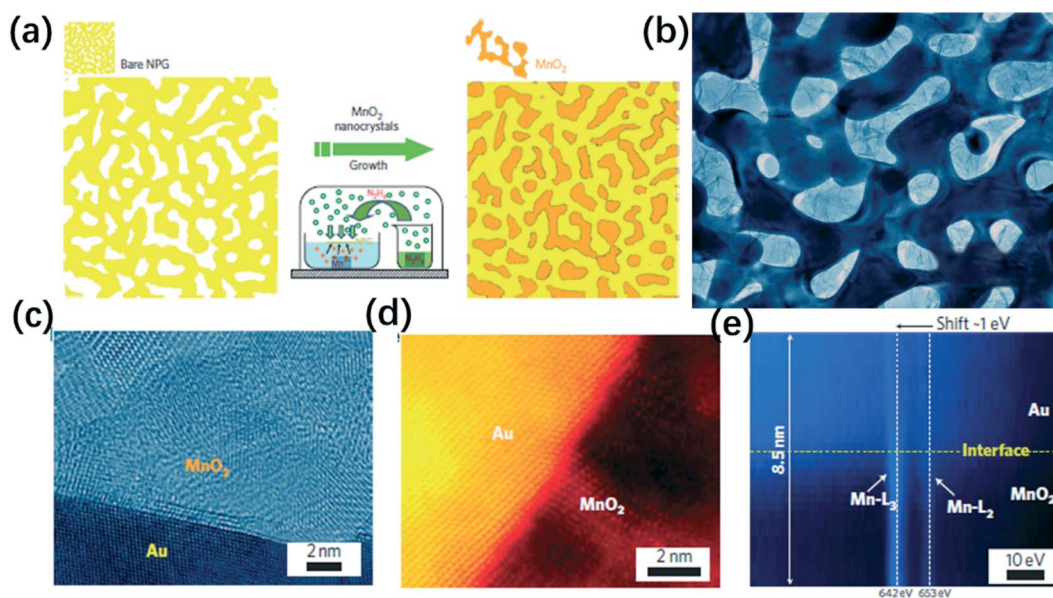 (a)
Bare NPG
MnO₂
nanocrystals
Growth
N₂H₄
NPG
N₂H₄
MnO₂
(b)
(c)
MnO₂
Au
2 nm
(d)
Au
MnO₂
2 nm
(e)
Shift ~1 eV
8.5 nm
Au
Interface
Mn-L₃
Mn-L₂
MnO₂
10 eV
642 eV
653 eV